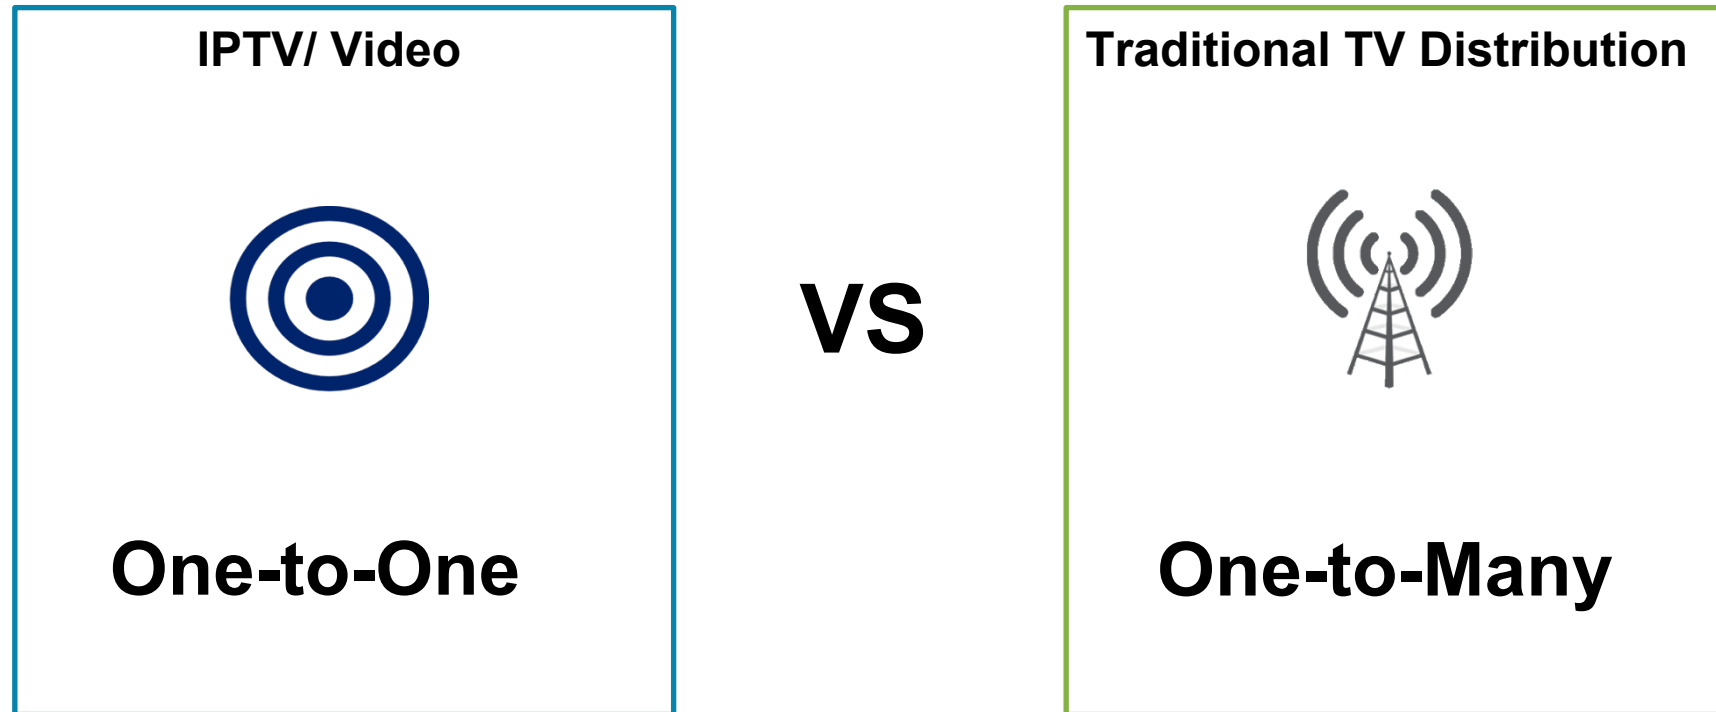 IPTV/ Video
One-to-One
VS
Traditional TV Distribution
One-to-Many